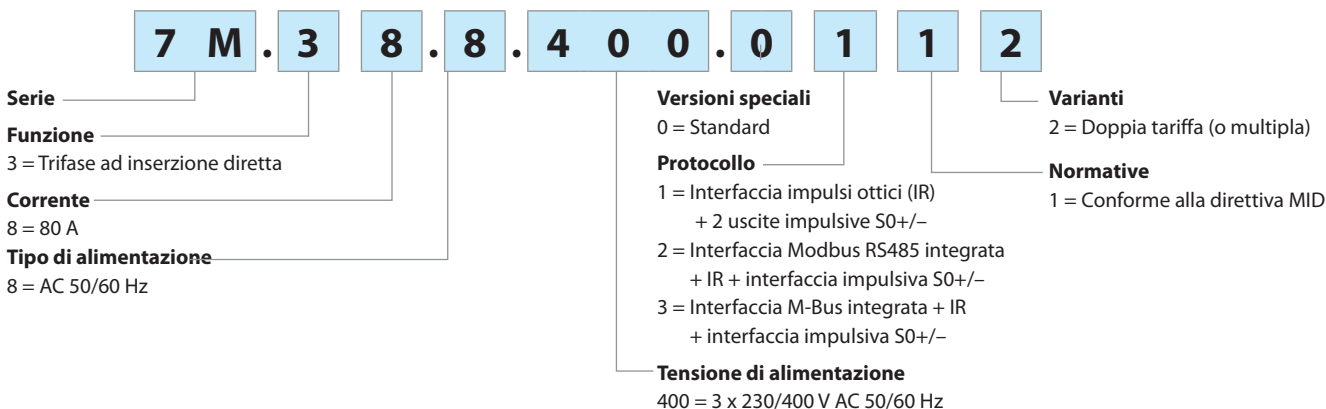 7 M . 3 8 . 8 . 4 0 0 . 0 1 1 2
Serie
Funzione
3 = Trifase ad inserzione diretta
Corrente
8 = 80 A
Tipo di alimentazione
8 = AC 50/60 Hz
Versioni speciali
0 = Standard
Protocollo
1 = Interfaccia impulsi ottici (IR)
+ 2 uscite impulsive S0+/–
2 = Interfaccia Modbus RS485 integrata
+ IR + interfaccia impulsiva S0+/–
3 = Interfaccia M-Bus integrata + IR
+ interfaccia impulsiva S0+/–
Tensione di alimentazione
400 = 3 x 230/400 V AC 50/60 Hz
Varianti
2 = Doppia tariffa (o multipla)
Normative
1 = Conforme alla direttiva MID